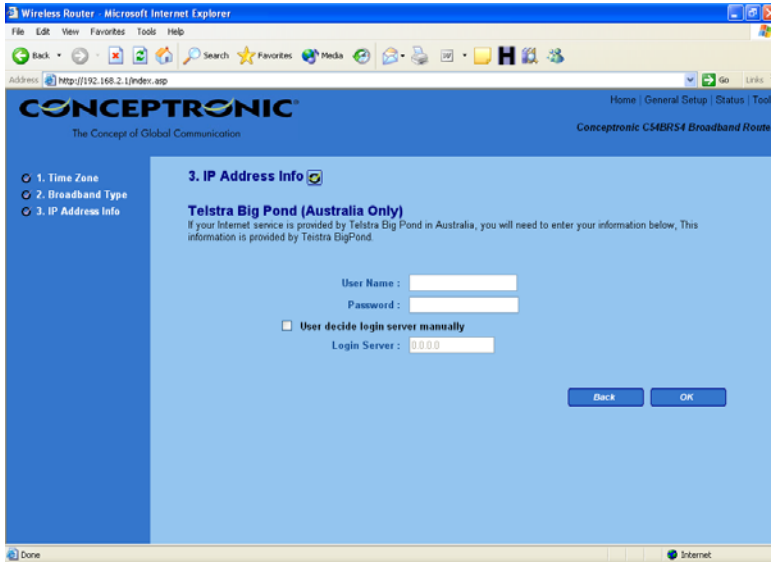 Wireless Router - Microsoft Internet Explorer
File Edit View Favorites Tools Help
Back Search Favorites Media
Address http://192.168.2.1/index.asp Go Links
CONCEPTRONIC
The Concept of Global Communication
Home | General Setup | Status | Tool
Conceptronic C54BRS4 Broadband Route
1. Time Zone
2. Broadband Type
3. IP Address Info
3. IP Address Info
Telstra Big Pond (Australia Only)
If your Internet service is provided by Telstra Big Pond in Australia, you will need to enter your information below, This
information is provided by Teistra BigPond.
User Name :
Password :
User decide login server manually
Login Server : 0.0.0.0
Back OK
Done Internet